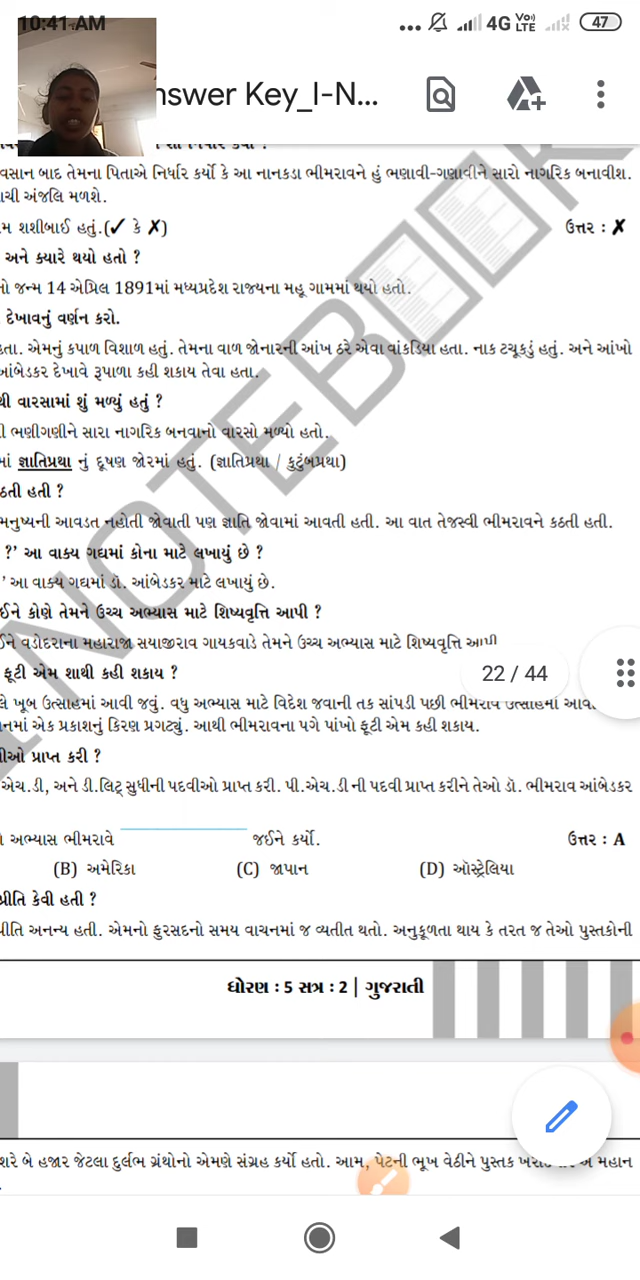 10:41 AM
4G VoLTE 47
nswer Key_I-N...
વસાન બાદ તેમના પિતાએ નિર્ધાર કર્યો કે આ નાનકડા ભીમરાવને હું ભણાવી-ગણાવીને સારો નાગરિક બનાવીશ.
ાચી અંજલિ મળશે.
મ શશીબાઈ હતું.(✓ કે ✗) ઉત્તર : ✗
અને ક્યારે થયો હતો ?
નો જન્મ 14 એપ્રિલ 1891માં મધ્યપ્રદેશ રાજ્યના મહૂ ગામમાં થયો હતો.
દેખાવનું વર્ણન કરો.
હતા. એમનું કપાળ વિશાળ હતું. તેમના વાળ જોનારની આંખ ઠરે એવા વાંકડિયા હતા. નાક ટચૂકડું હતું. અને આંખો
આંબેડકર દેખાવે રૂપાળા કહી શકાય તેવા હતા.
થી વારસામાં શું મળ્યું હતું ?
ી ભણીગણીને સારા નાગરિક બનવાનો વારસો મળ્યો હતો.
માં જ્ઞાતિપ્રથા નું દૂષણ જોરમાં હતું. (જ્ઞાતિપ્રથા / કુટુંબપ્રથા)
ઠતી હતી ?
મનુષ્યની આવડત નહોતી જોવાતી પણ જ્ઞાતિ જોવામાં આવતી હતી. આ વાત તેજસ્વી ભીમરાવને કઠતી હતી.
?' આ વાક્ય ગદ્યમાં કોના માટે લખાયું છે ?
' આ વાક્ય ગદ્યમાં ડૉ. આંબેડકર માટે લખાયું છે.
ઈને કોણે તેમને ઉચ્ચ અભ્યાસ માટે શિષ્યવૃત્તિ આપી ?
ઈને વડોદરાના મહારાજા સયાજીરાવ ગાયકવાડે તેમને ઉચ્ચ અભ્યાસ માટે શિષ્યવૃત્તિ આપી
ફૂટી એમ શાથી કહી શકાય ?
22 / 44
લે ખૂબ ઉત્સાહમાં આવી જવું. વધુ અભ્યાસ માટે વિદેશ જવાની તક સાંપડી પછી ભીમરાવ ઉત્સાહમાં
નમાં એક પ્રકાશનું કિરણ પ્રગટ્યું. આથી ભીમરાવના પગે પાંખો ફૂટી એમ કહી શકાય.
ીઓ પ્રાપ્ત કરી ?
એચ.ડી, અને ડી.લિટ્ સુધીની પદવીઓ પ્રાપ્ત કરી. પી.એચ.ડી ની પદવી પ્રાપ્ત કરીને તેઓ ડૉ. ભીમરાવ આંબેડકર
ો અભ્યાસ ભીમરાવે ____________ જઈને કર્યો. ઉત્તર : A
(B) અમેરિકા (C) જાપાન (D) ઑસ્ટ્રેલિયા
પ્રીતિ કેવી હતી ?
પ્રીતિ અનન્ય હતી. એમનો ફુરસદનો સમય વાચનમાં જ વ્યતીત થતો. અનુકૂળતા થાય કે તરત જ તેઓ પુસ્તકોની
ધોરણ : 5 સત્ર : 2 | ગુજરાતી
શરે બે હજાર જેટલા દુર્લભ ગ્રંથોનો એમણે સંગ્રહ કર્યો હતો. આમ, પેટની ભૂખ વેઠીને પુસ્તક મહાન
NOTEBOOK